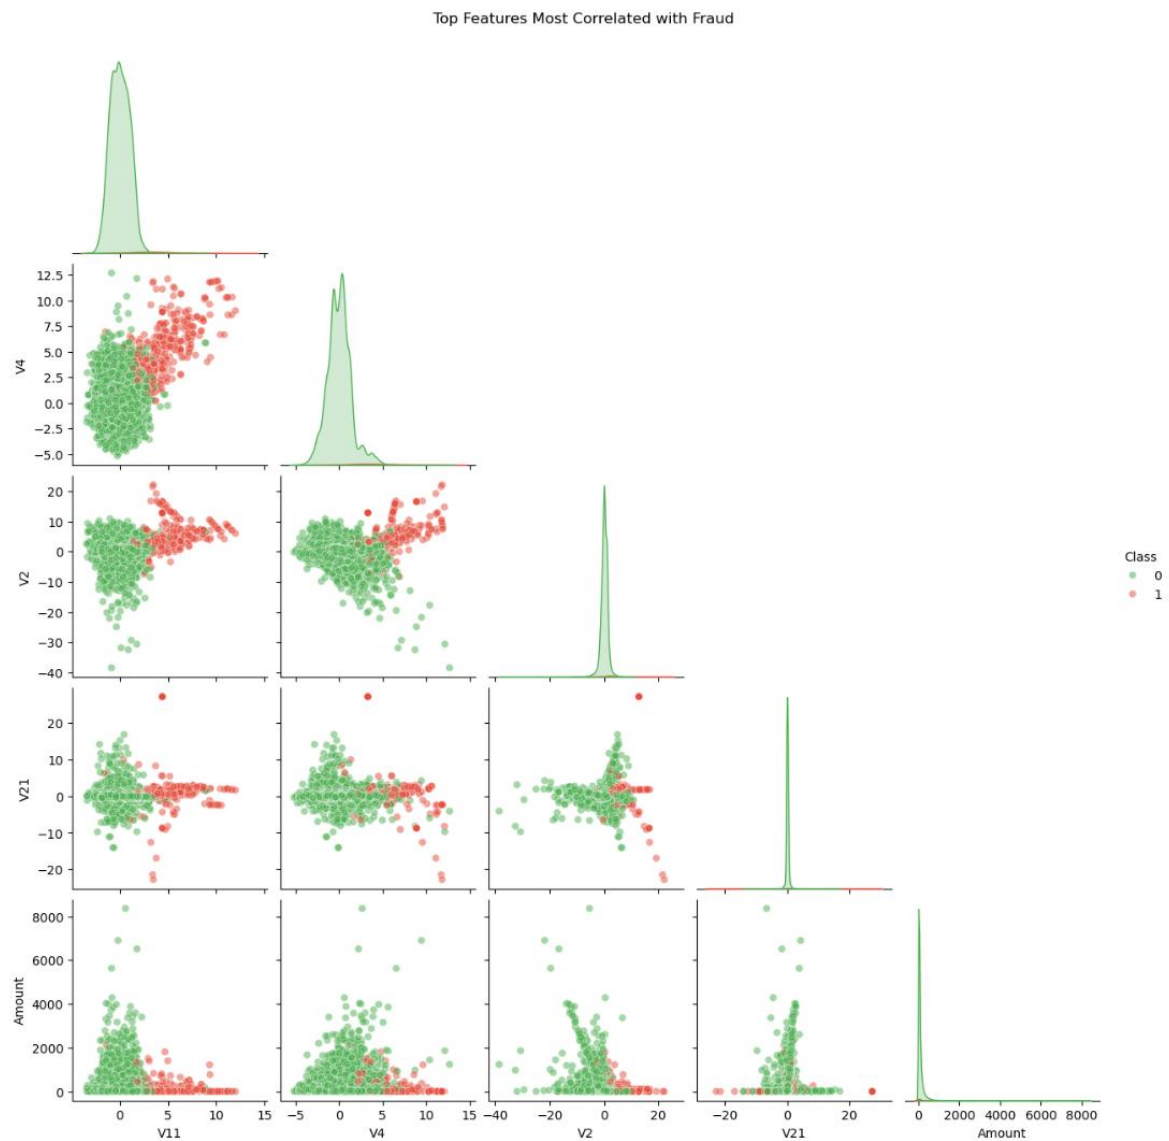 Top Features Most Correlated with Fraud
12.5
10.0
7.5
5.0
2.5
0.0
−2.5
−5.0
V4
20
10
0
−10
−20
−30
−40
V2
Class
0
1
20
10
0
−10
−20
V21
8000
6000
4000
2000
0
Amount
0 5 10 15
−5 0 5 10 15
−40 −20 0 20
−20 0 20
0 2000 4000 6000 8000
V11 V4 V2 V21 Amount